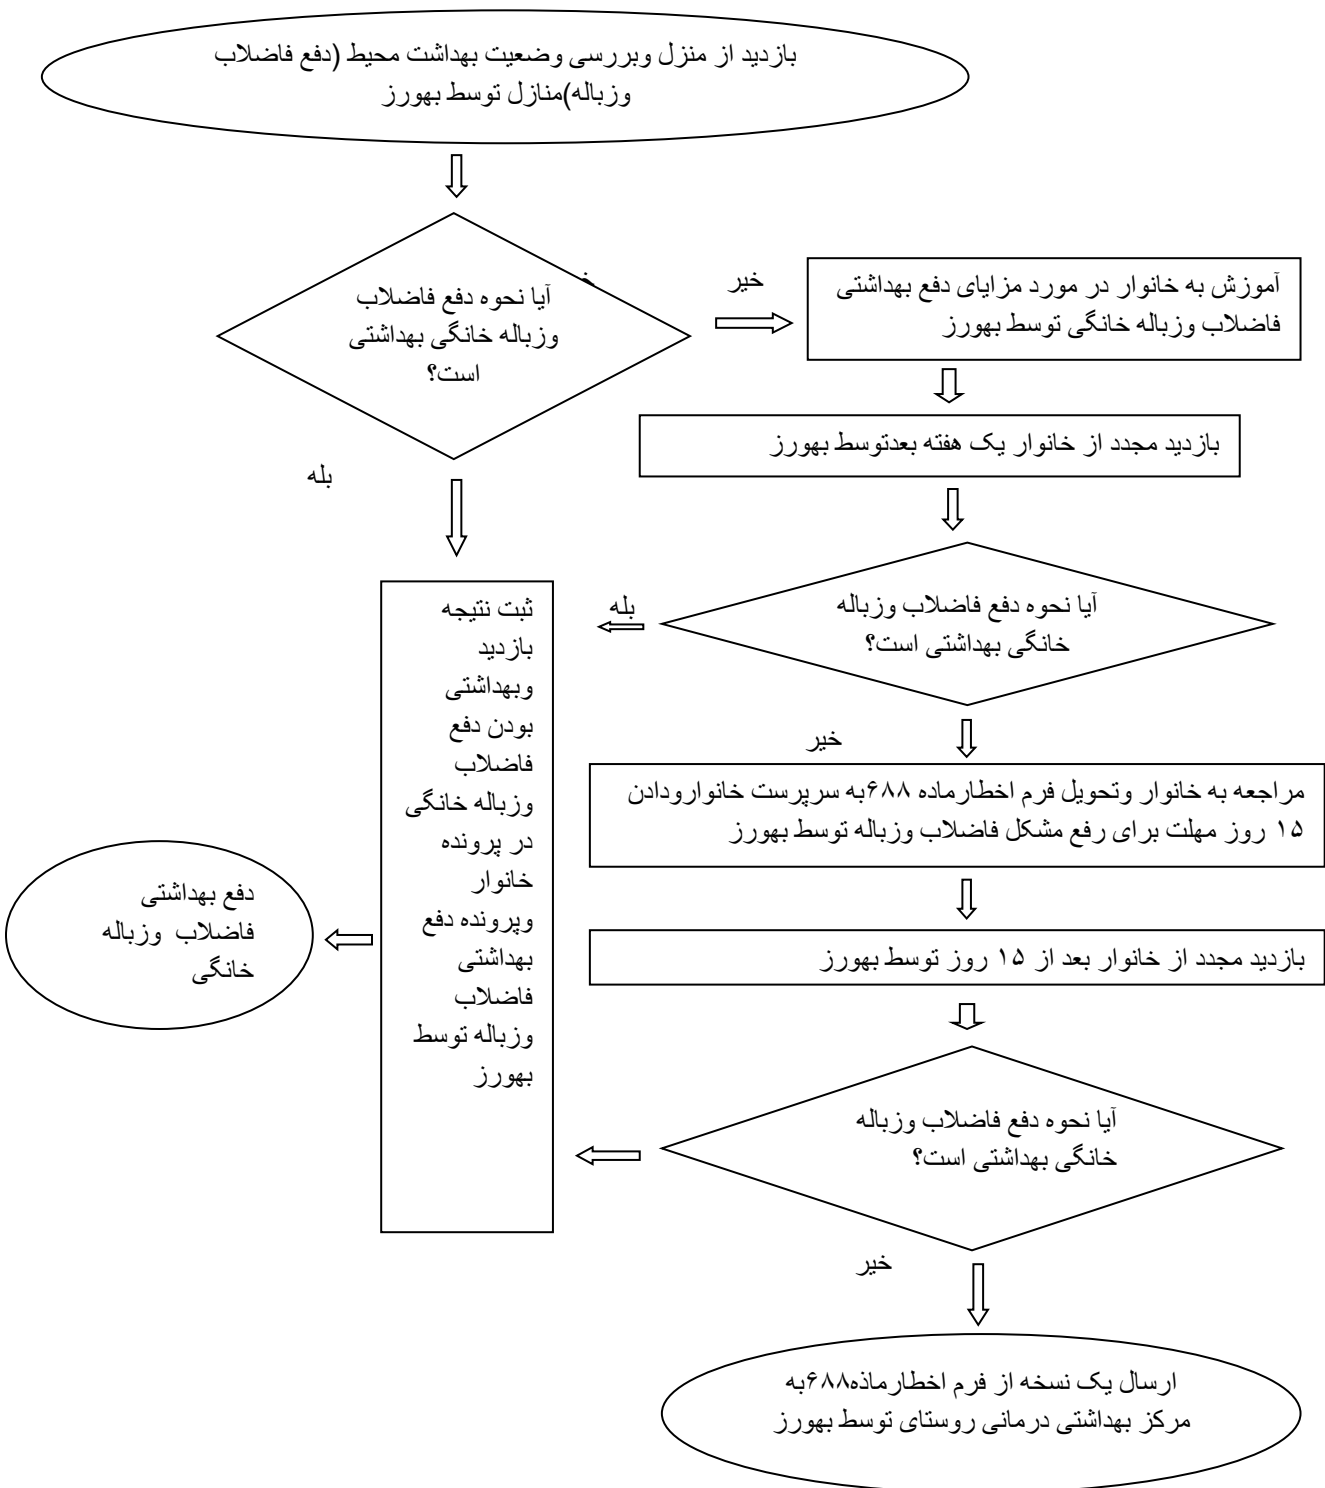 بازدید از منزل وبررسی وضعیت بهداشت محیط (دفع فاضلاب
وزباله)منازل توسط بهورز
آیا نحوه دفع فاضلاب
وزباله خانگی بهداشتی
است؟
خیر
آموزش به خانوار در مورد مزایای دفع بهداشتی
فاضلاب وزباله خانگی توسط بهورز
بازدید مجدد از خانوار یک هفته بعدتوسط بهورز
بله
آیا نحوه دفع فاضلاب وزباله
خانگی بهداشتی است؟
بله
خیر
مراجعه به خانوار وتحویل فرم اخطارماده ۶۸۸به سرپرست خانوارودادن
۱۵ روز مهلت برای رفع مشکل فاضلاب وزباله توسط بهورز
بازدید مجدد از خانوار بعد از ۱۵ روز توسط بهورز
آیا نحوه دفع فاضلاب وزباله
خانگی بهداشتی است؟
خیر
ارسال یک نسخه از فرم اخطارماذه۶۸۸به
مرکز بهداشتی درمانی روستای توسط بهورز
ثبت نتیجه
بازدید
وبهداشتی
بودن دفع
فاضلاب
وزباله خانگی
در پرونده
خانوار
وپرونده دفع
بهداشتی
فاضلاب
وزباله توسط
بهورز
دفع بهداشتی
فاضلاب وزباله
خانگی